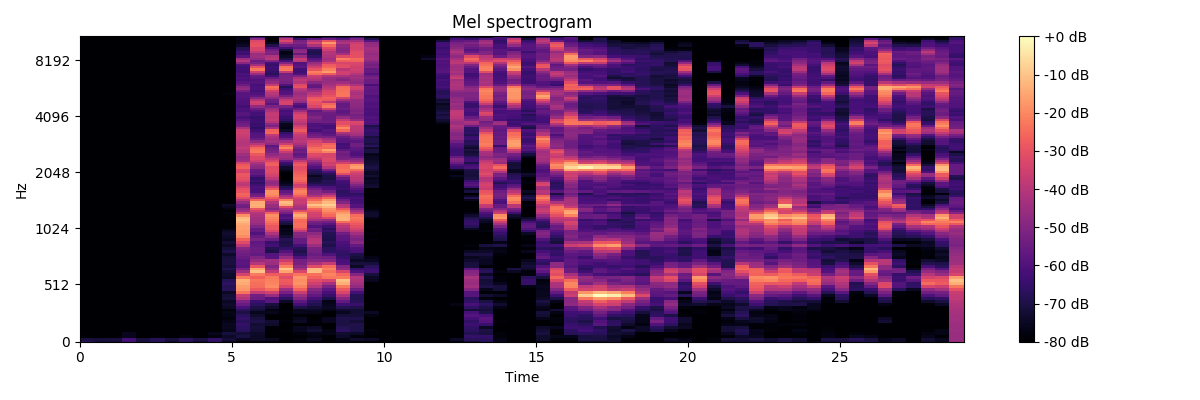 Mel spectrogram
Hz
8192
4096
2048
1024
512
0
0 5 10 15 20 25
Time
+0 dB
-10 dB
-20 dB
-30 dB
-40 dB
-50 dB
-60 dB
-70 dB
-80 dB